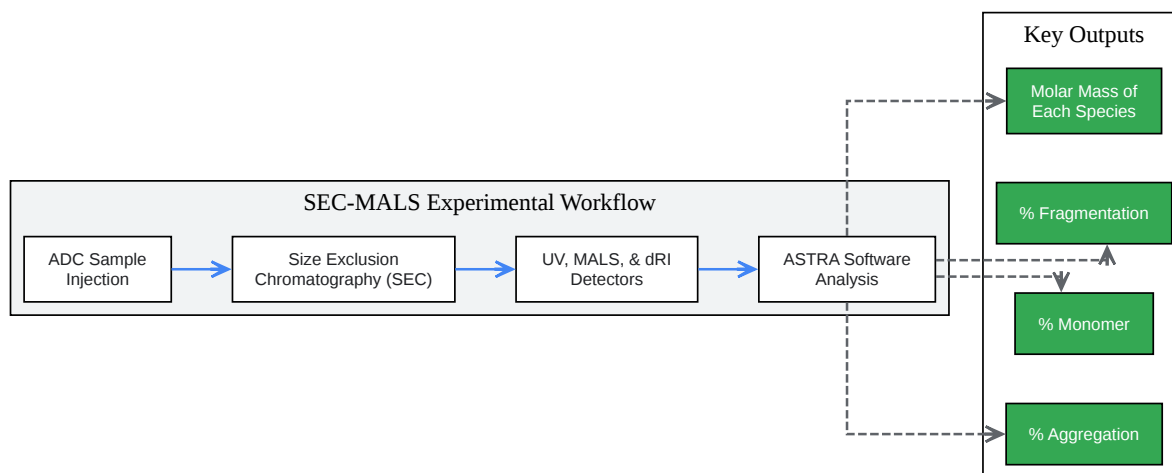 Key Outputs
Molar Mass of
Each Species
SEC-MALS Experimental Workflow
% Fragmentation
ADC Sample
Injection
Size Exclusion
Chromatography (SEC)
UV, MALS, & dRI
Detectors
ASTRA Software
Analysis
% Monomer
% Aggregation